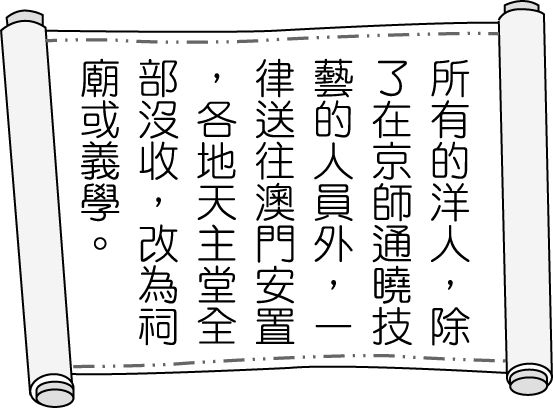 所有的洋人，除
了在京師通曉技
藝的人員外，一
律送往澳門安置
，各地天主堂全
部沒收，改為祠
廟或義學。